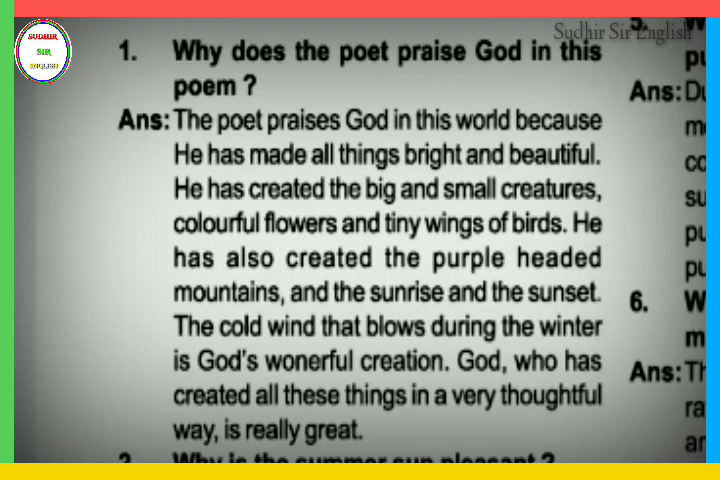 SUDHIR
SIR
ENGLISH
Sudhir Sir English
1. Why does the poet praise God in this
poem ?
Ans: The poet praises God in this world because
He has made all things bright and beautiful.
He has created the big and small creatures,
colourful flowers and tiny wings of birds. He
has also created the purple headed
mountains, and the sunrise and the sunset.
The cold wind that blows during the winter
is God's wonerful creation. God, who has
created all these things in a very thoughtful
way, is really great.
2. Why is the summer sun pleasant ?
5.
Ans:
6.
Ans: